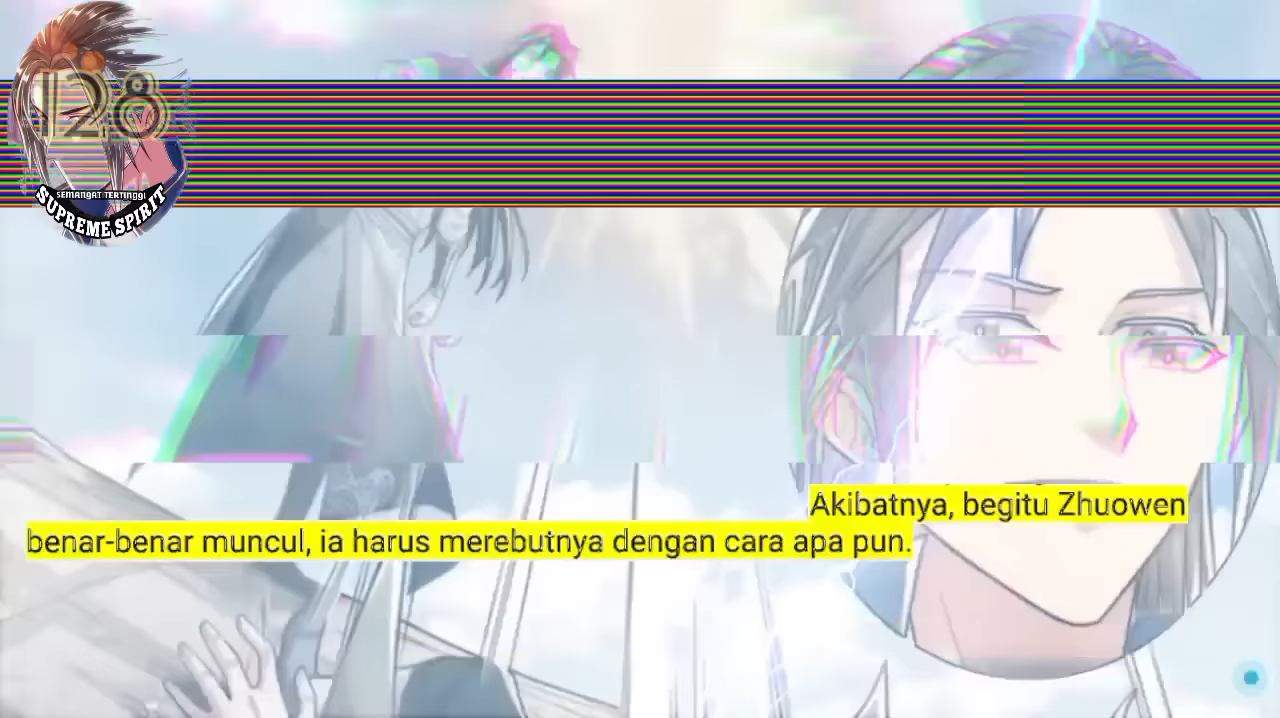 128
SEMANGAT TERTINGGI
SUPREME SPIRIT
Akibatnya, begitu Zhuowen
benar-benar muncul, ia harus merebutnya dengan cara apa pun.